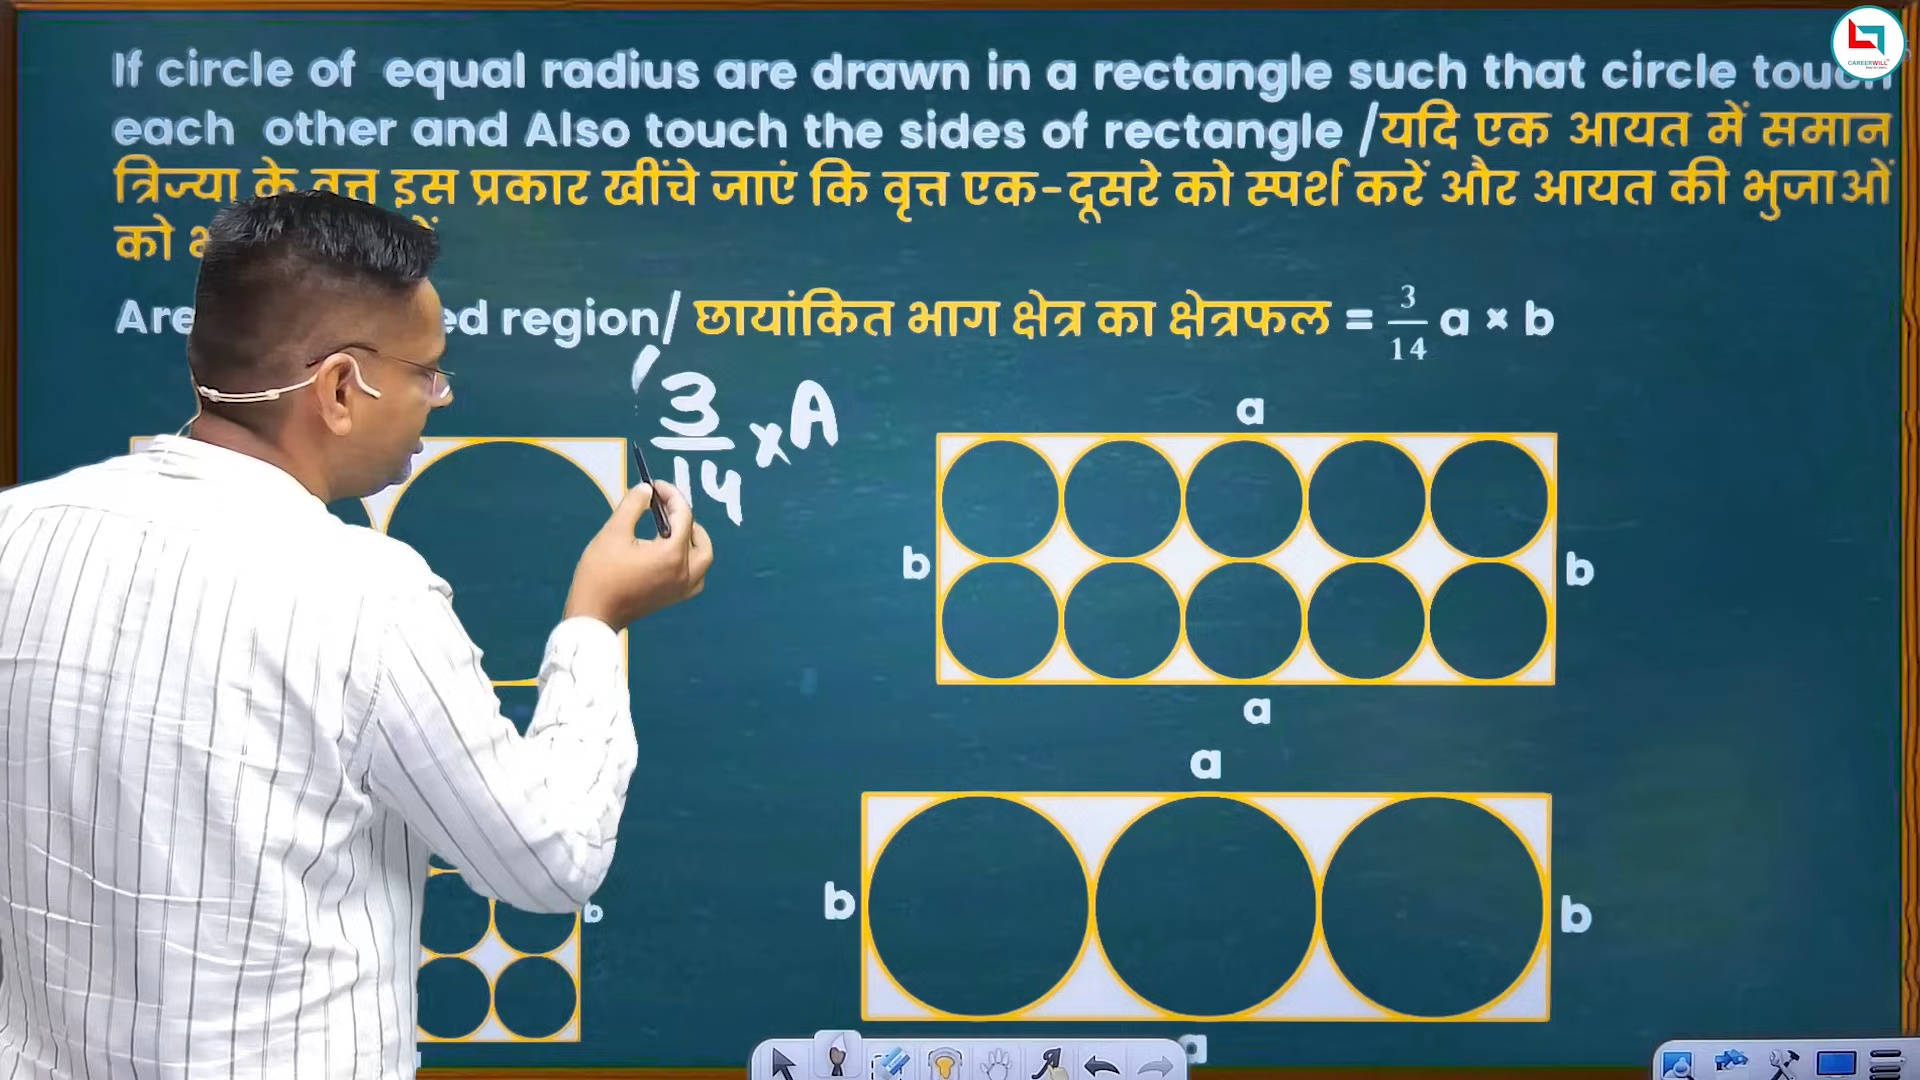 If circle of equal radius are drawn in a rectangle such that circle touch
each other and Also touch the sides of rectangle /यदि एक आयत में समान
त्रिज्या के वृत्त इस प्रकार खींचे जाएं कि वृत्त एक-दूसरे को स्पर्श करें और आयत की भुजाओं
को
region/ छायांकित भाग क्षेत्र का क्षेत्रफल = 3/14 a × b
3/14 × A
a
b b
a
a
b b
b
a
CAREERWILL